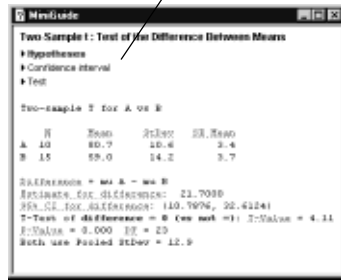 MiniGuide
Two-Sample t : Test of the Difference Between Means
Hypotheses
Confidence interval
Test
Two-sample T for A vs B
N Mean StDev SE Mean
A 10 80.7 10.6 3.4
B 15 59.0 14.2 3.7
Difference = mu A - mu B
Estimate for difference: 21.7000
95% CI for difference: (10.7876, 32.6124)
T-Test of difference = 0 (vs not =): T-Value = 4.11
P-Value = 0.000 DF = 23
Both use Pooled StDev = 12.9